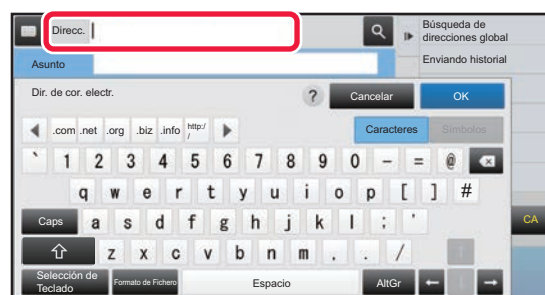 Direcc.
Búsqueda de
direcciones global
Asunto
Enviando historial
Dir. de cor. electr.
? Cancelar OK
.com .net .org .biz .info http:/
/
Caracteres Símbolos
` 1 2 3 4 5 6 7 8 9 0 - = @
q w e r t y u i o p [ ] #
Caps a s d f g h j k l ; '
CA
z x c v b n m . . /
Selección de
Teclado
Formato de Fichero
Espacio
AltGr